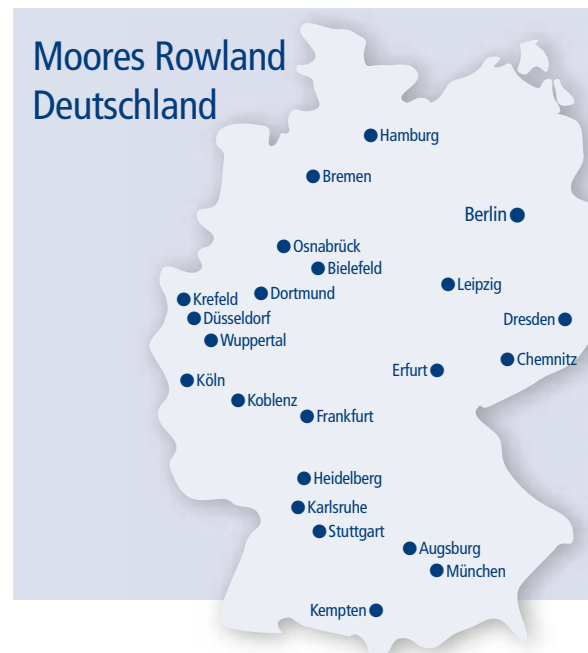 Moores Rowland
Deutschland
Hamburg
Bremen
Berlin
Osnabrück
Bielefeld
Leipzig
Dortmund
Krefeld
Düsseldorf
Dresden
Wuppertal
Chemnitz
Erfurt
Köln
Koblenz
Frankfurt
Heidelberg
Karlsruhe
Stuttgart
Augsburg
München
Kempten